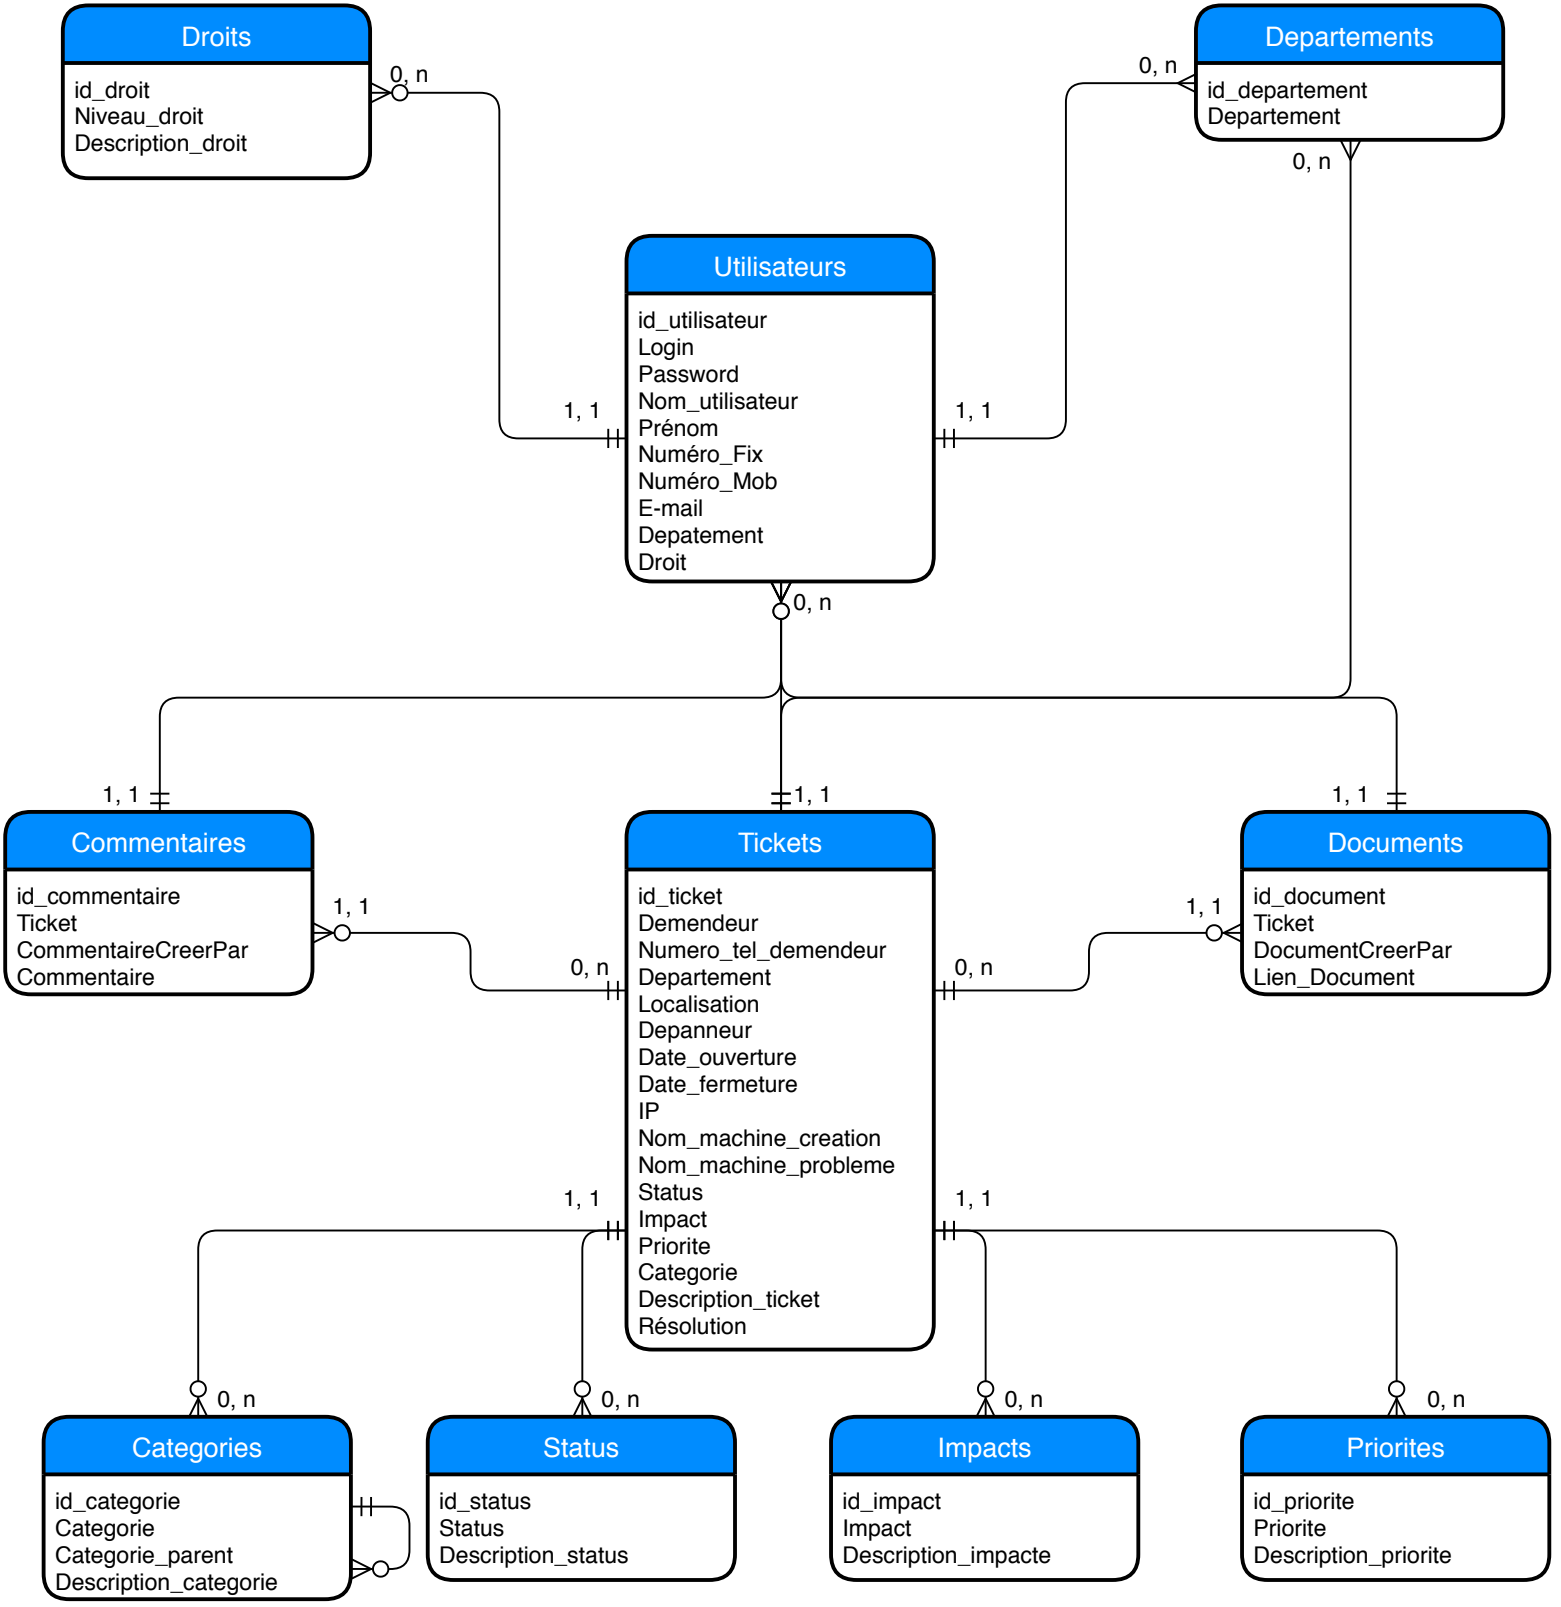 Droits
id_droit
Niveau_droit
Description_droit
0, n
Departements
id_departement
Departement
0, n
0, n
Utilisateurs
id_utilisateur
Login
Password
Nom_utilisateur
Prénom
Numéro_Fix
Numéro_Mob
E-mail
Depatement
Droit
1, 1
1, 1
0, n
1, 1
1, 1
1, 1
Commentaires
id_commentaire
Ticket
CommentaireCreerPar
Commentaire
1, 1
0, n
Tickets
id_ticket
Demendeur
Numero_tel_demendeur
Departement
Localisation
Depanneur
Date_ouverture
Date_fermeture
IP
Nom_machine_creation
Nom_machine_probleme
Status
Impact
Priorite
Categorie
Description_ticket
Résolution
0, n
1, 1
Documents
id_document
Ticket
DocumentCreerPar
Lien_Document
1, 1
1, 1
0, n
0, n
0, n
0, n
Categories
id_categorie
Categorie
Categorie_parent
Description_categorie
Status
id_status
Status
Description_status
Impacts
id_impact
Impact
Description_impacte
Priorites
id_priorite
Priorite
Description_priorite